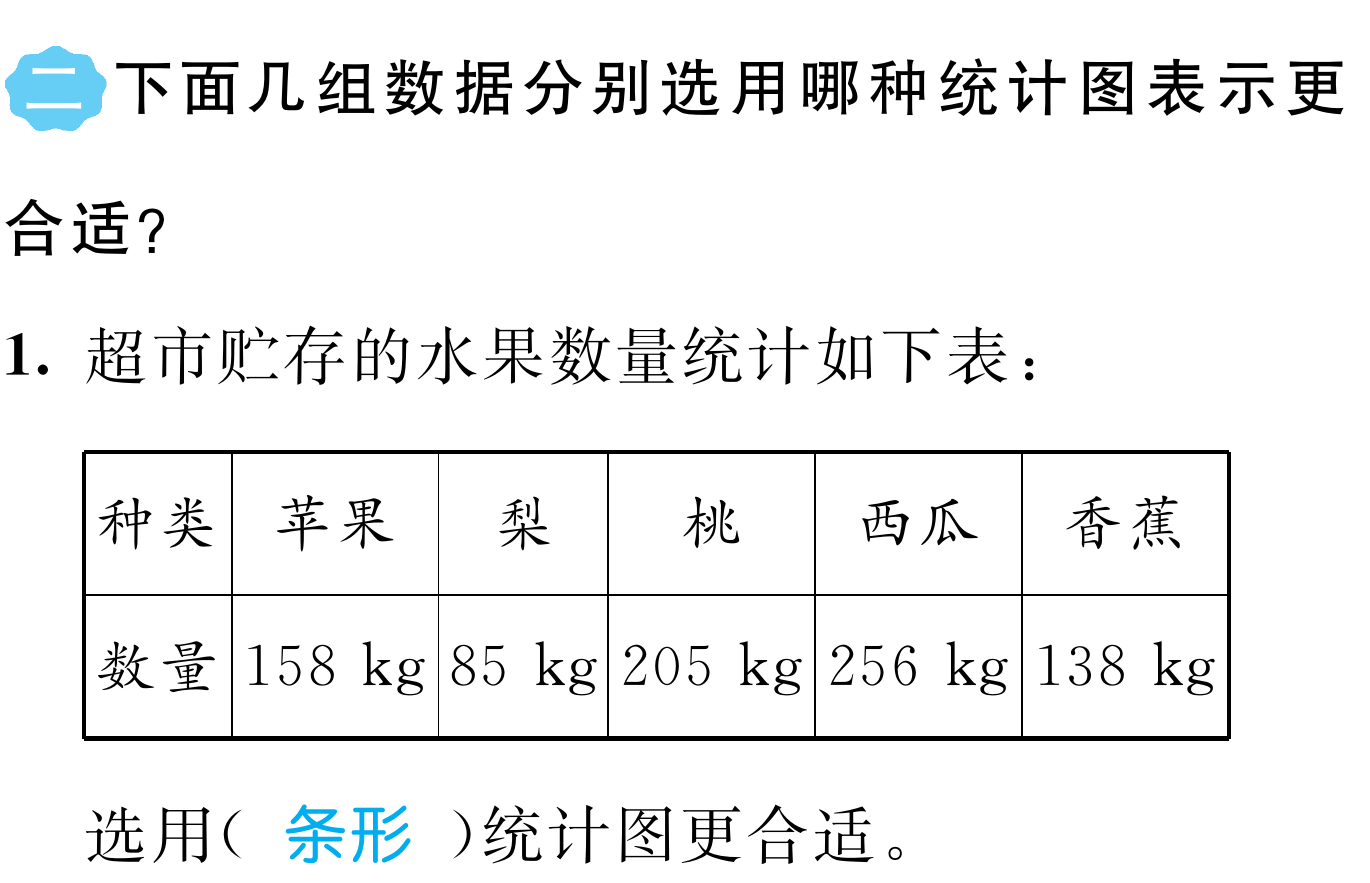 二 下面几组数据分别选用哪种统计图表示更
合适?
1. 超市贮存的水果数量统计如下表：
种类 苹果 梨 桃 西瓜 香蕉
数量 158 kg 85 kg 205 kg 256 kg 138 kg
选用( 条形 )统计图更合适。